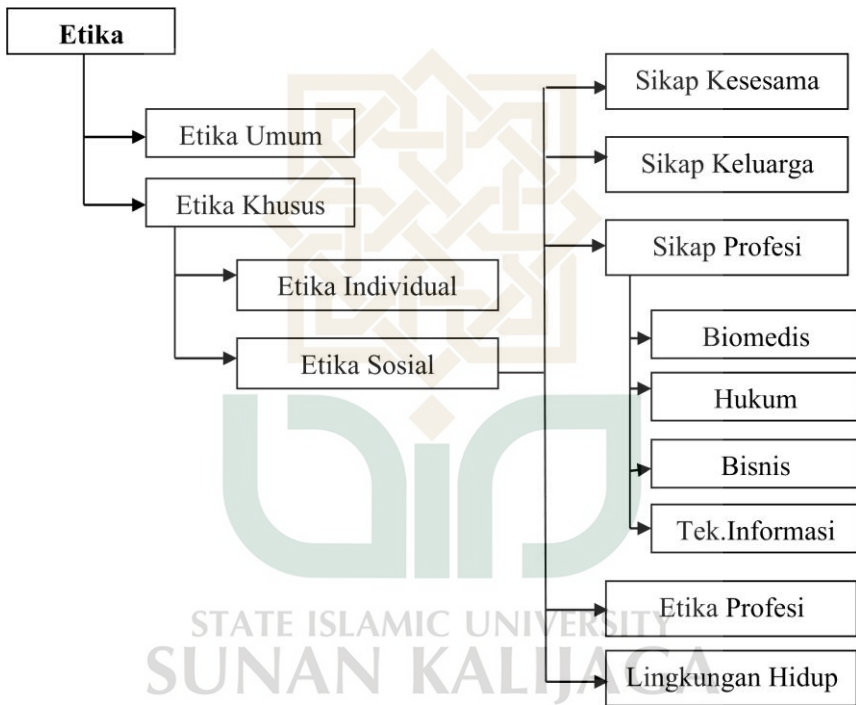 Etika
Etika Umum
Etika Khusus
Etika Individual
Etika Sosial
Sikap Kesesama
Sikap Keluarga
Sikap Profesi
Biomedis
Hukum
Bisnis
Tek.Informasi
Etika Profesi
Lingkungan Hidup
STATE ISLAMIC UNIVERSITY
SUNAN KALIJAGA